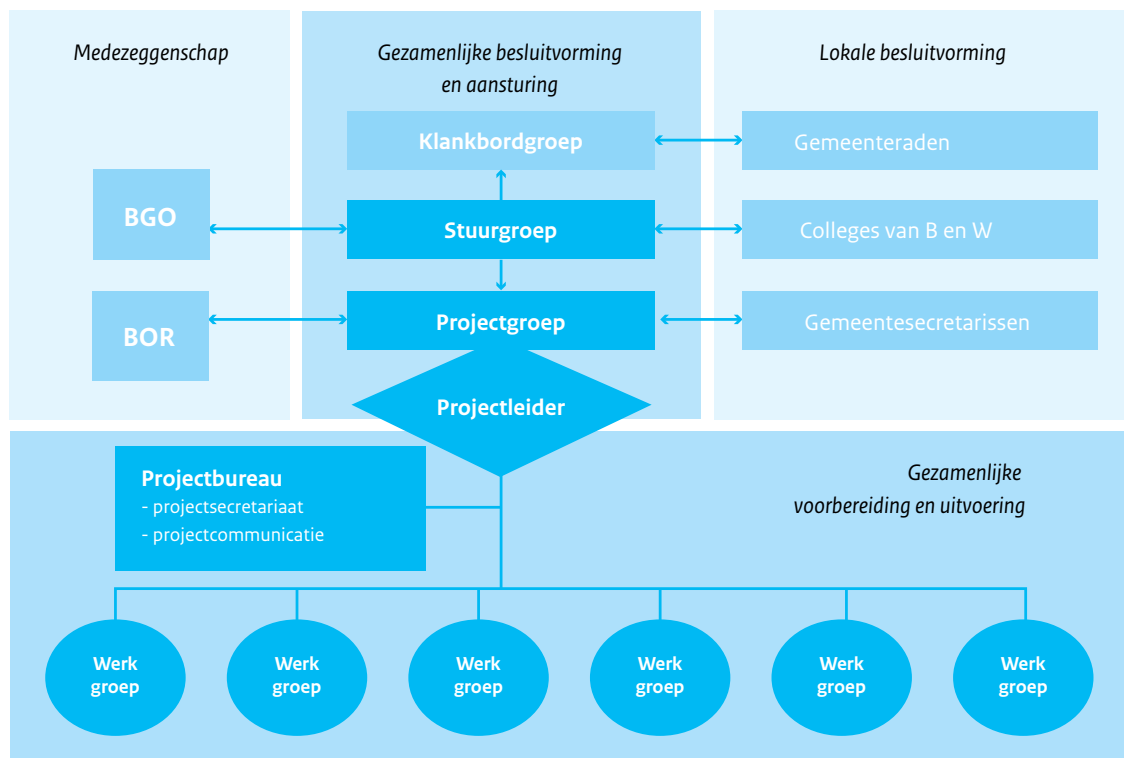 Medezeggenschap
Gezamenlijke besluitvorming
en aansturing
Lokale besluitvorming
Klankbordgroep
Gemeenteraden
BGO
Stuurgroep
Colleges van B en W
BOR
Projectgroep
Gemeentesecretarissen
Projectleider
Projectbureau
- projectsecretariaat
- projectcommunicatie
Gezamenlijke
voorbereiding en uitvoering
Werk
groep
Werk
groep
Werk
groep
Werk
groep
Werk
groep
Werk
groep